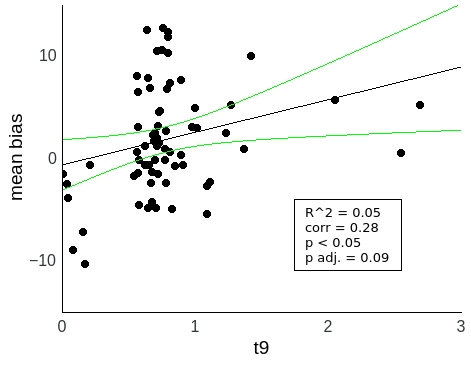 10
0
−10
mean bias
R^2 = 0.05
corr = 0.28
p < 0.05
p adj. = 0.09
0 1 2 3
t9